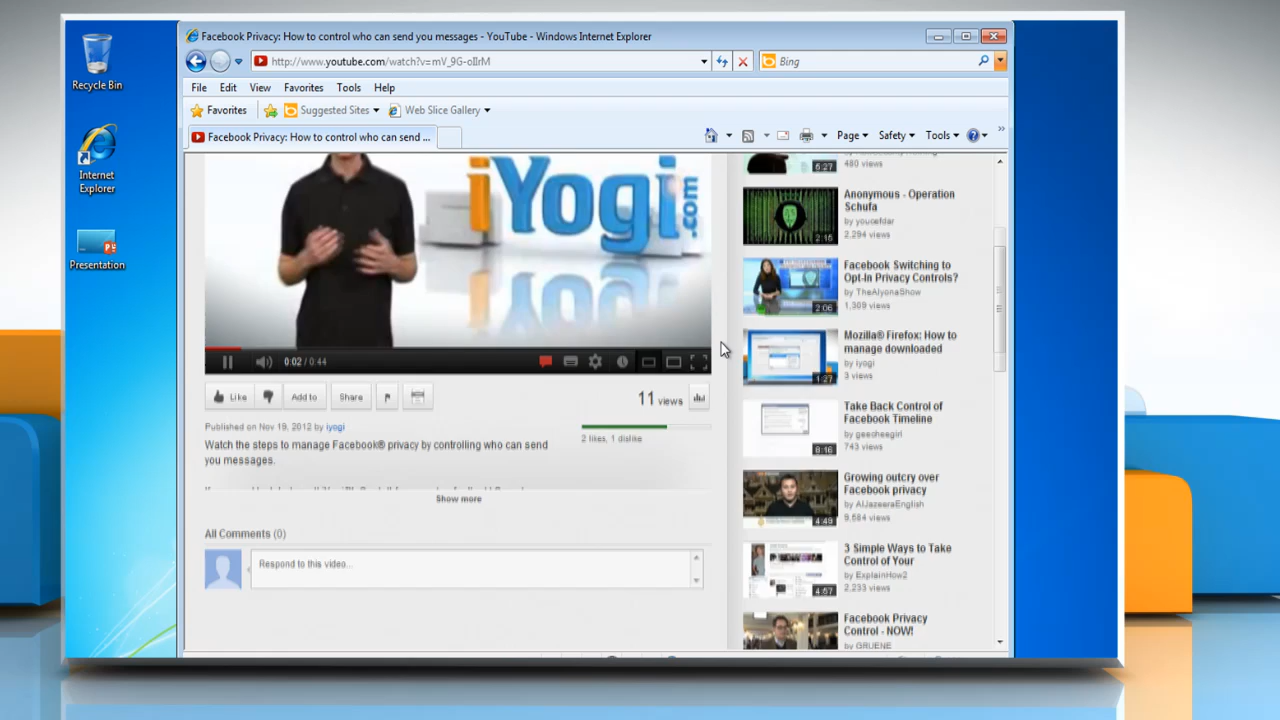 Recycle Bin
Internet
Explorer
Presentation
Facebook Privacy: How to control who can send you messages - YouTube - Windows Internet Explorer
http://www.youtube.com/watch?v=mV_9G-oIIrM
Bing
File Edit View Favorites Tools Help
Favorites
Suggested Sites
Web Slice Gallery
Facebook Privacy: How to control who can send ...
Page
Safety
Tools
iYogi.com
0:02 / 0:44
Like
Add to
Share
11 views
Published on Nov 19, 2012 by iyogi
2 likes, 1 dislike
Watch the steps to manage Facebook® privacy by controlling who can send
you messages.
Show more
All Comments (0)
Respond to this video...
6:27
480 views
Anonymous - Operation
Schufa
by youcefdar
2,294 views
2:15
Facebook Switching to
Opt-In Privacy Controls?
by TheAlyonaShow
1,309 views
2:06
Mozilla® Firefox: How to
manage downloaded
by iyogi
3 views
1:27
Take Back Control of
Facebook Timeline
by geecheegirl
743 views
8:16
Growing outcry over
Facebook privacy
by AlJazeeraEnglish
9,584 views
4:49
3 Simple Ways to Take
Control of Your
by ExplainHow2
2,233 views
4:57
Facebook Privacy
Control - NOW!
by GRUENE